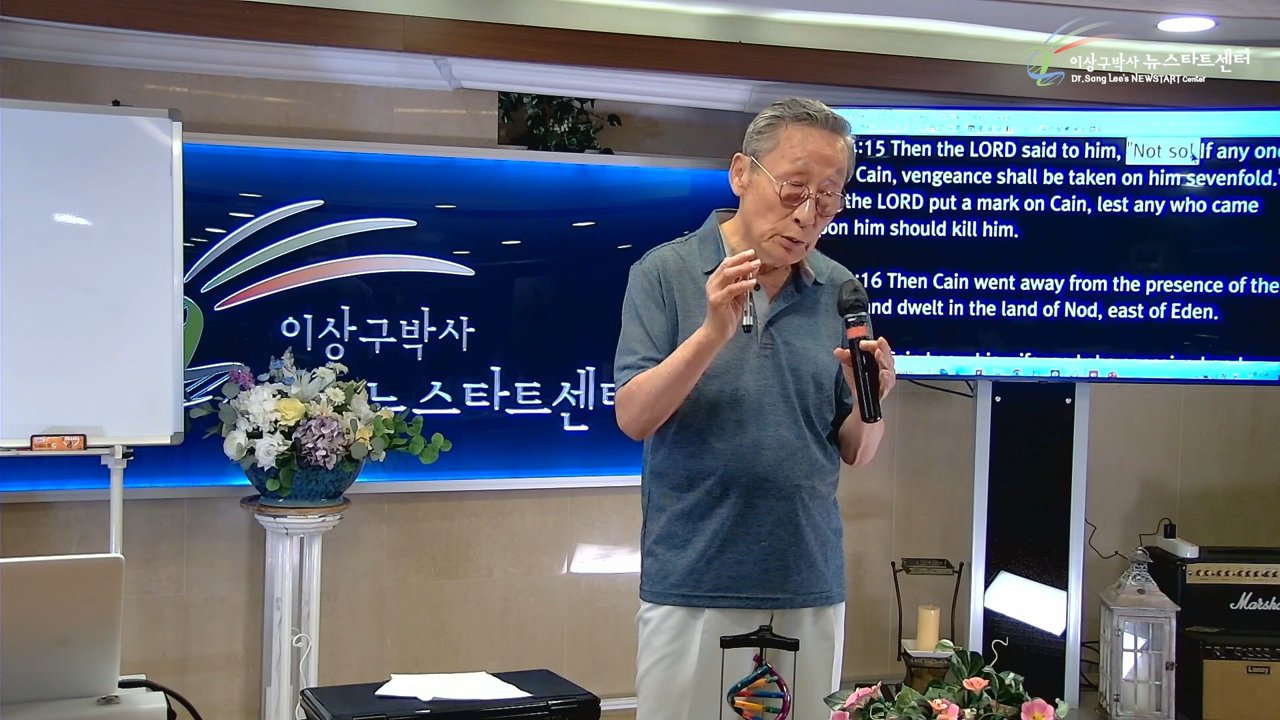 이상구박사 뉴스타트센터
Dr.Sang Lee's NEWSTART Center
:15 Then the LORD said to him, "Not so! If any one
Cain, vengeance shall be taken on him sevenfold."
the LORD put a mark on Cain, lest any who came
on him should kill him.
:16 Then Cain went away from the presence of the
and dwelt in the land of Nod, east of Eden.
이상구박사
뉴스타트센터
Marsha